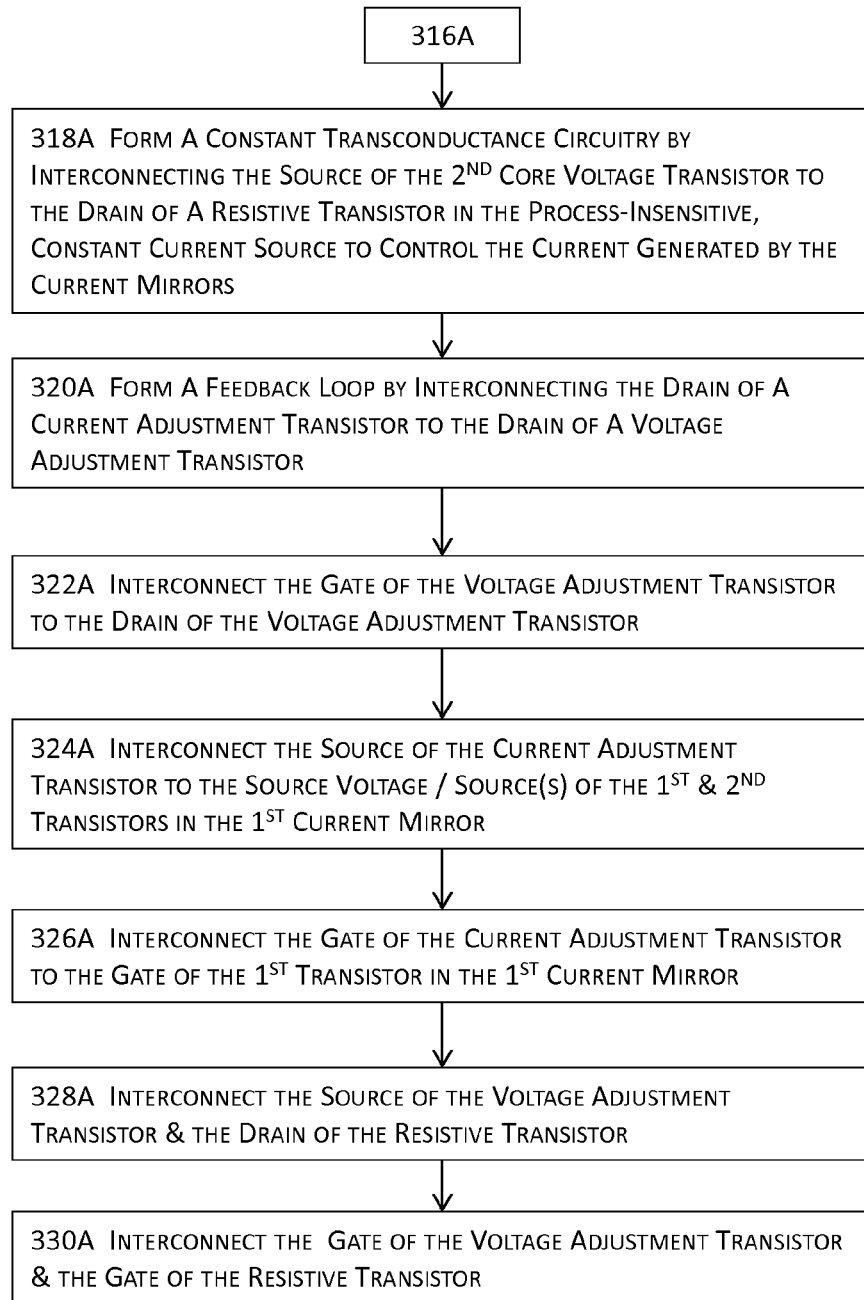 316A
318A Form A Constant Transconductance Circuitry by
Interconnecting the Source of the 2ND Core Voltage Transistor to
the Drain of A Resistive Transistor in the Process-Insensitive,
Constant Current Source to Control the Current Generated by the
Current Mirrors
320A Form A Feedback Loop by Interconnecting the Drain of A
Current Adjustment Transistor to the Drain of A Voltage
Adjustment Transistor
322A Interconnect the Gate of the Voltage Adjustment Transistor
to the Drain of the Voltage Adjustment Transistor
324A Interconnect the Source of the Current Adjustment
Transistor to the Source Voltage / Source(s) of the 1ST & 2ND
Transistors in the 1ST Current Mirror
326A Interconnect the Gate of the Current Adjustment Transistor
to the Gate of the 1ST Transistor in the 1ST Current Mirror
328A Interconnect the Source of the Voltage Adjustment
Transistor & the Drain of the Resistive Transistor
330A Interconnect the Gate of the Voltage Adjustment Transistor
& the Gate of the Resistive Transistor